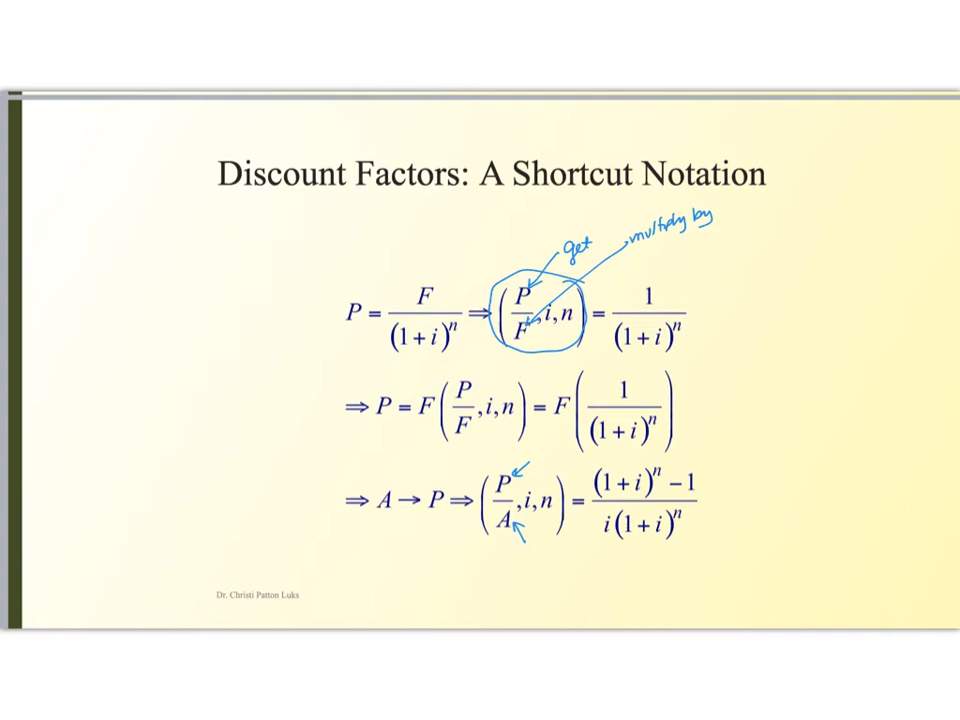 Discount Factors: A Shortcut Notation
get
multiply by
P = F / (1 + i)^n ⇒ (P/F, i, n) = 1 / (1 + i)^n
⇒ P = F (P/F, i, n) = F (1 / (1 + i)^n)
⇒ A → P ⇒ (P/A, i, n) = ((1 + i)^n − 1) / (i(1 + i)^n)
Dr. Christi Patton Luks